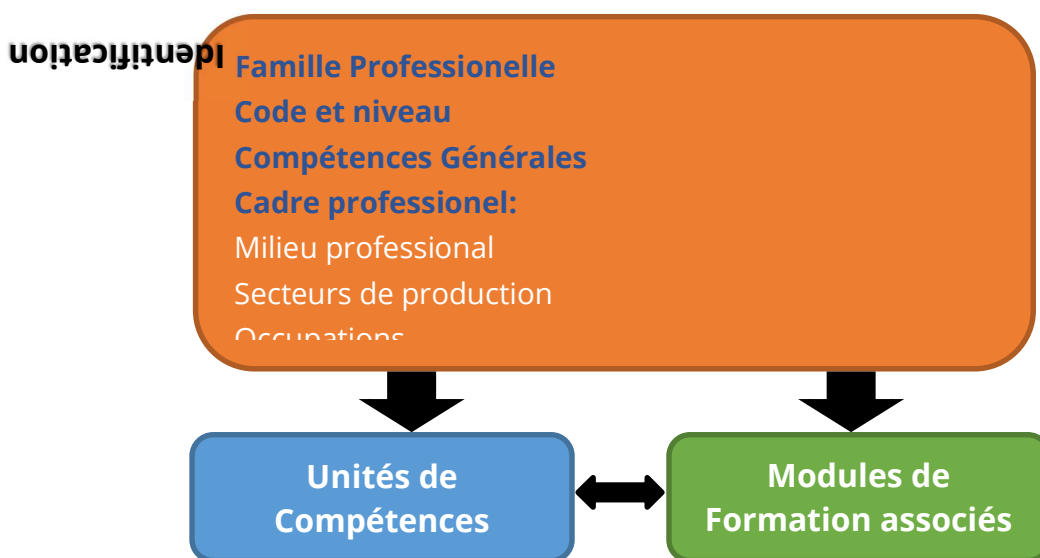 Identification
Famille Professionelle
Code et niveau
Compétences Générales
Cadre professionel:
Milieu professional
Secteurs de production
Occupations
Unités de
Compétences
Modules de
Formation associés